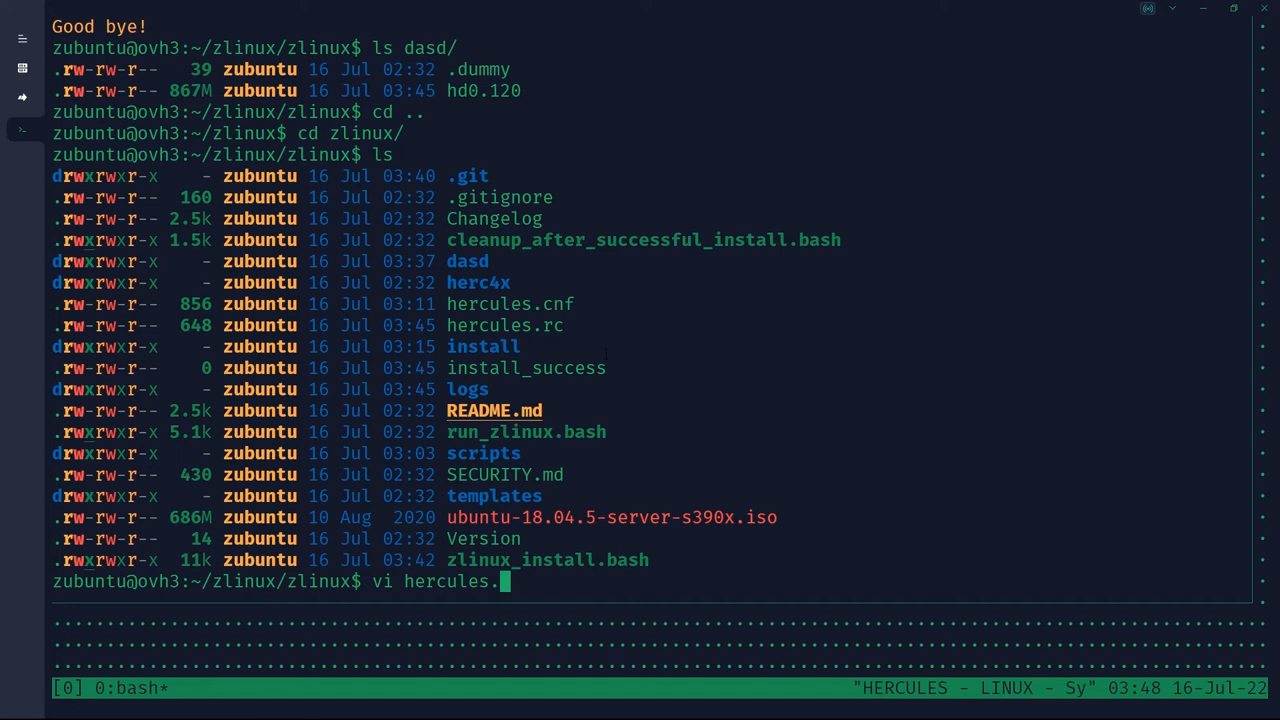 Good bye!
zubuntu@ovh3:~/zlinux/zlinux$ ls dasd/
.rw-rw-r-- 39 zubuntu 16 Jul 02:32 .dummy
.rw-rw-r-- 867M zubuntu 16 Jul 03:45 hd0.120
zubuntu@ovh3:~/zlinux/zlinux$ cd ..
zubuntu@ovh3:~/zlinux$ cd zlinux/
zubuntu@ovh3:~/zlinux/zlinux$ ls
drwxrwxr-x - zubuntu 16 Jul 03:40 .git
.rw-rw-r-- 160 zubuntu 16 Jul 02:32 .gitignore
.rw-rw-r-- 2.5k zubuntu 16 Jul 02:32 Changelog
.rwxrwxr-x 1.5k zubuntu 16 Jul 02:32 cleanup_after_successful_install.bash
drwxrwxr-x - zubuntu 16 Jul 03:37 dasd
drwxrwxr-x - zubuntu 16 Jul 02:32 herc4x
.rw-rw-r-- 856 zubuntu 16 Jul 03:11 hercules.cnf
.rw-rw-r-- 648 zubuntu 16 Jul 03:45 hercules.rc
drwxrwxr-x - zubuntu 16 Jul 03:15 install
.rw-rw-r-- 0 zubuntu 16 Jul 03:45 install_success
drwxrwxr-x - zubuntu 16 Jul 03:45 logs
.rw-rw-r-- 2.5k zubuntu 16 Jul 02:32 README.md
.rwxrwxr-x 5.1k zubuntu 16 Jul 02:32 run_zlinux.bash
drwxrwxr-x - zubuntu 16 Jul 03:03 scripts
.rw-rw-r-- 430 zubuntu 16 Jul 02:32 SECURITY.md
drwxrwxr-x - zubuntu 16 Jul 02:32 templates
.rw-rw-r-- 686M zubuntu 10 Aug 2020 ubuntu-18.04.5-server-s390x.iso
.rw-rw-r-- 14 zubuntu 16 Jul 02:32 Version
.rwxrwxr-x 11k zubuntu 16 Jul 03:42 zlinux_install.bash
zubuntu@ovh3:~/zlinux/zlinux$ vi hercules.
[0] 0:bash* "HERCULES - LINUX - Sy" 03:48 16-Jul-22